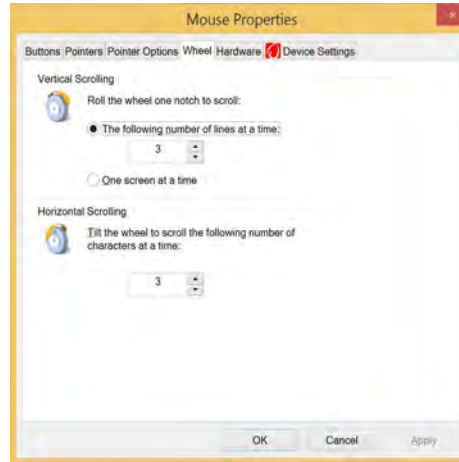 Mouse Properties
×
Buttons Pointers Pointer Options Wheel Hardware Device Settings
Vertical Scrolling
Roll the wheel one notch to scroll:
The following number of lines at a time:
3
One screen at a time
Horizontal Scrolling
Tilt the wheel to scroll the following number of
characters at a time:
3
OK Cancel Apply